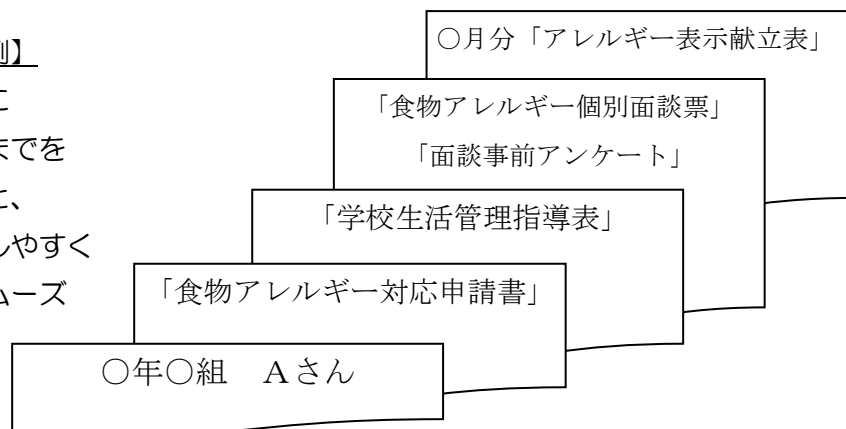 例】
に
までを
と、
しやすく
ムーズ
○月分「アレルギー表示献立表」
「食物アレルギー個別面談票」
「面談事前アンケート」
「学校生活管理指導表」
「食物アレルギー対応申請書」
○年○組　Aさん